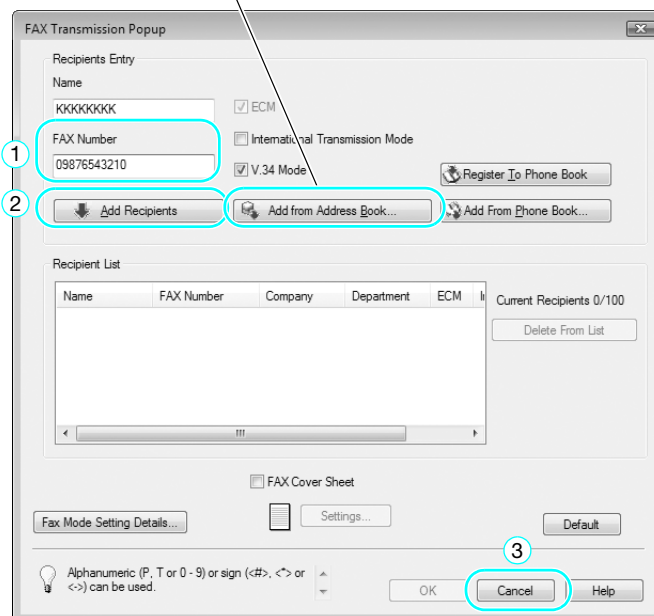 FAX Transmission Popup
Recipients Entry
Name
KKKKKKKK
ECM
FAX Number
International Transmission Mode
1
09876543210
V.34 Mode
Register To Phone Book
2
Add Recipients
Add from Address Book...
Add From Phone Book...
Recipient List
Name FAX Number Company Department ECM
Current Recipients 0/100
Delete From List
FAX Cover Sheet
Fax Mode Setting Details...
Settings...
Default
3
Alphanumeric (P, T or 0 - 9) or sign (<#>, <*> or
<-> ) can be used.
OK
Cancel
Help